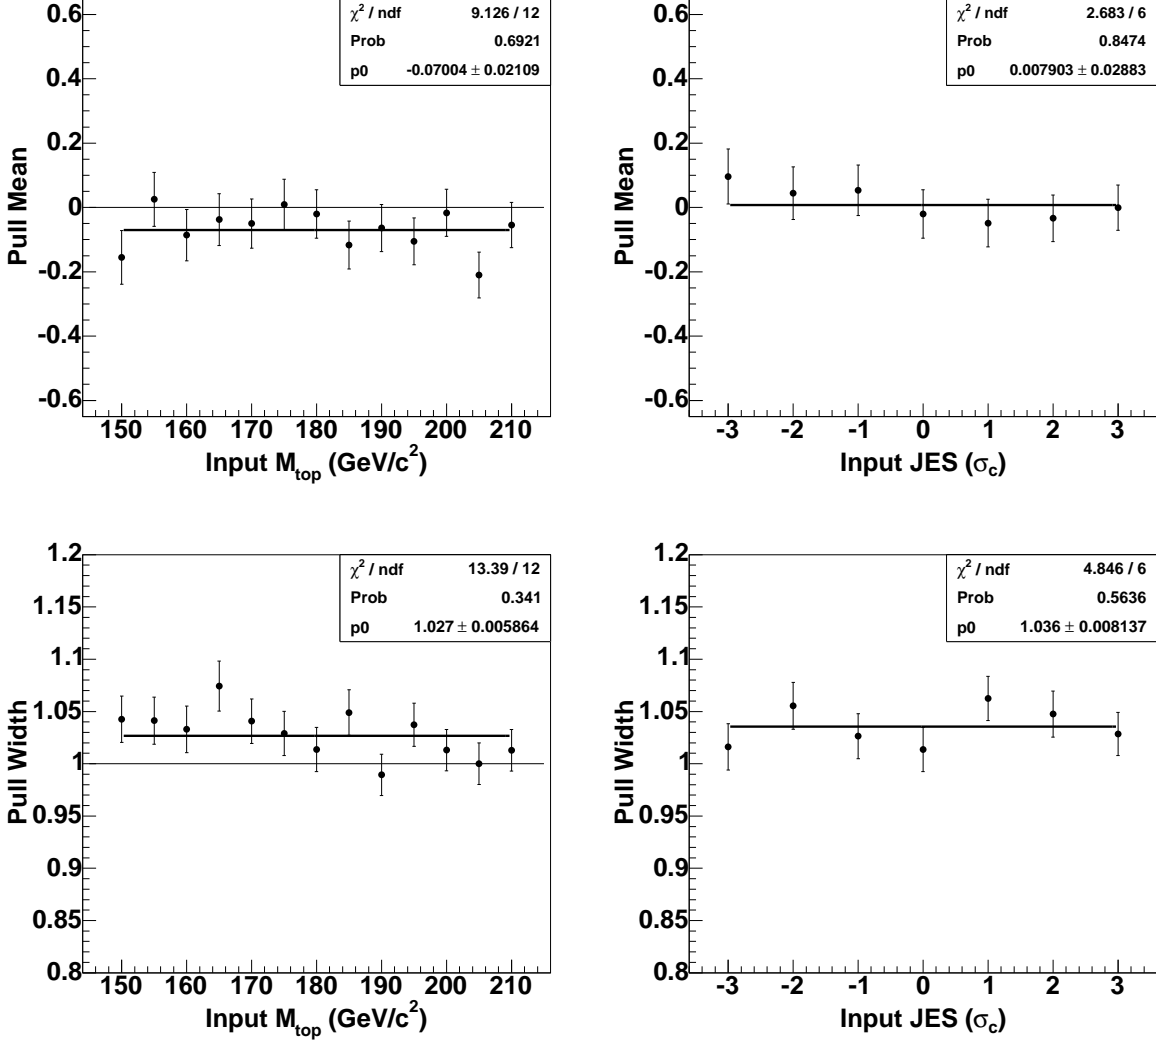 0.6
0.4
0.2
0
-0.2
-0.4
-0.6
Pull Mean
χ² / ndf 9.126 / 12
Prob 0.6921
p0 -0.07004 ± 0.02109
150 160 170 180 190 200 210
Input M_top (GeV/c²)
0.6
0.4
0.2
0
-0.2
-0.4
-0.6
Pull Mean
χ² / ndf 2.683 / 6
Prob 0.8474
p0 0.007903 ± 0.02883
-3 -2 -1 0 1 2 3
Input JES (σ_c)
1.2
1.15
1.1
1.05
1
0.95
0.9
0.85
0.8
Pull Width
χ² / ndf 13.39 / 12
Prob 0.341
p0 1.027 ± 0.005864
150 160 170 180 190 200 210
Input M_top (GeV/c²)
1.2
1.15
1.1
1.05
1
0.95
0.9
0.85
0.8
Pull Width
χ² / ndf 4.846 / 6
Prob 0.5636
p0 1.036 ± 0.008137
-3 -2 -1 0 1 2 3
Input JES (σ_c)